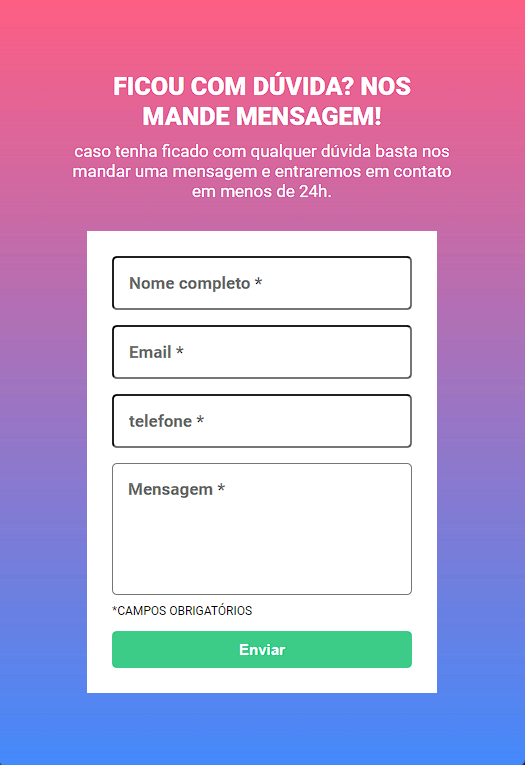 FICOU COM DÚVIDA? NOS
MANDE MENSAGEM!
caso tenha ficado com qualquer dúvida basta nos
mandar uma mensagem e entraremos em contato
em menos de 24h.
Nome completo *
Email *
telefone *
Mensagem *
*CAMPOS OBRIGATÓRIOS
Enviar